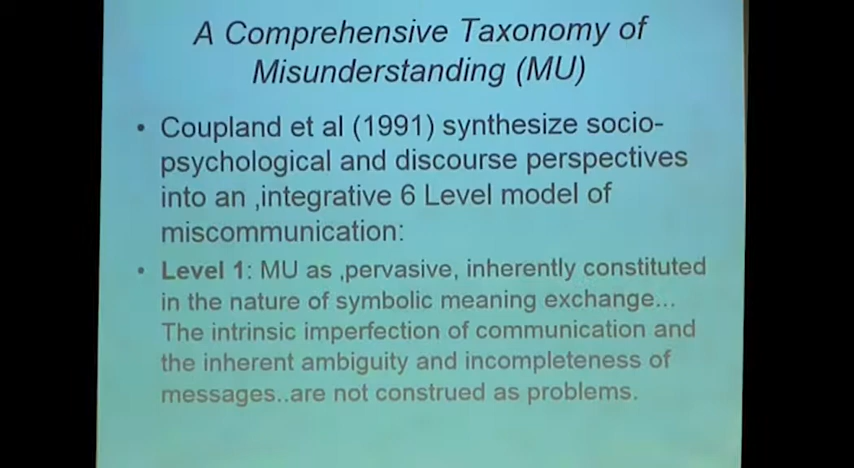 A Comprehensive Taxonomy of
Misunderstanding (MU)
• Coupland et al (1991) synthesize socio-
psychological and discourse perspectives
into an ‚integrative 6 Level model of
miscommunication:
• Level 1: MU as ‚pervasive, inherently constituted
in the nature of symbolic meaning exchange...
The intrinsic imperfection of communication and
the inherent ambiguity and incompleteness of
messages..are not construed as problems.